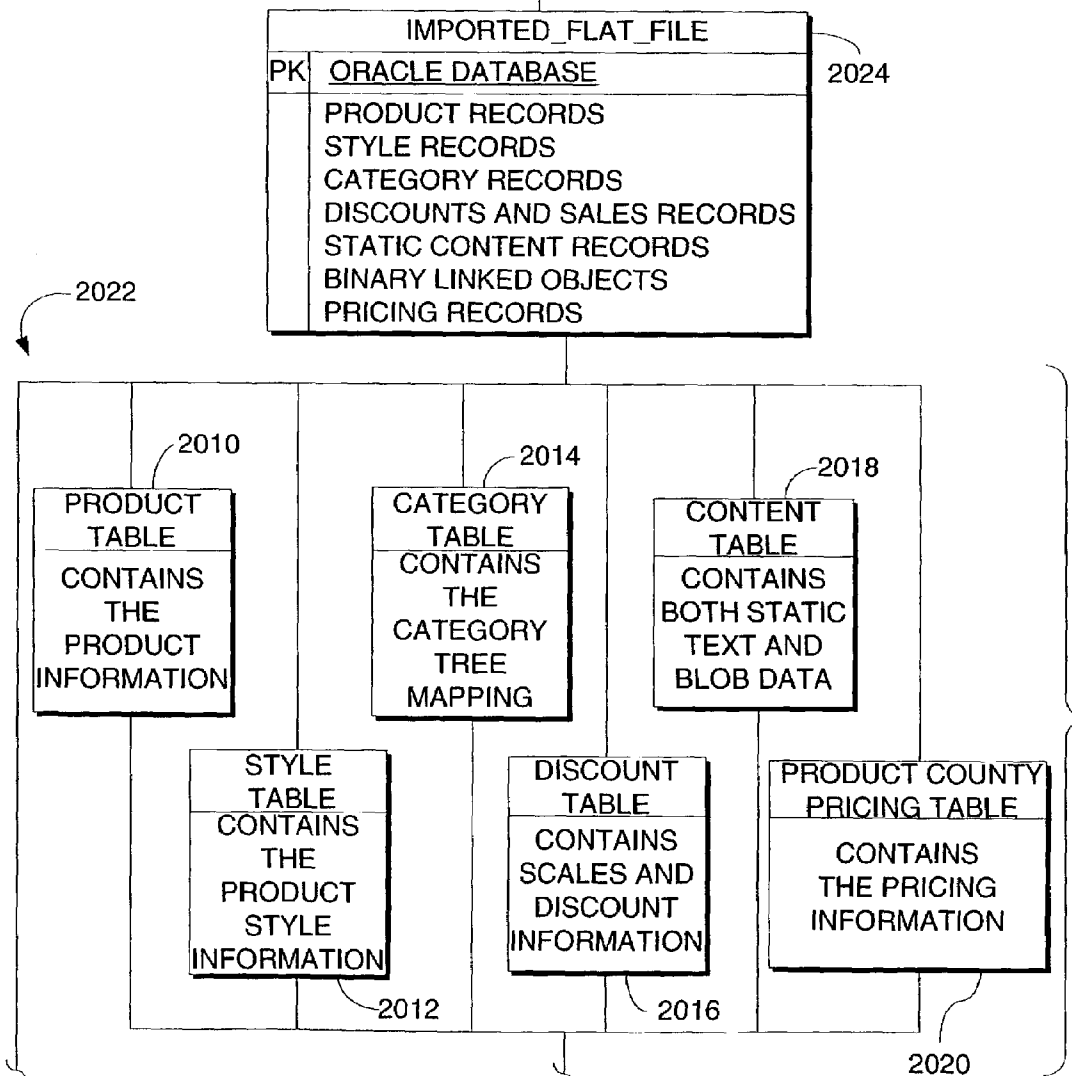 IMPORTED_FLAT_FILE
2024
PK ORACLE DATABASE
PRODUCT RECORDS
STYLE RECORDS
CATEGORY RECORDS
DISCOUNTS AND SALES RECORDS
STATIC CONTENT RECORDS
BINARY LINKED OBJECTS
PRICING RECORDS
2022
2010
PRODUCT
TABLE
CONTAINS
THE
PRODUCT
INFORMATION
2014
CATEGORY
TABLE
CONTAINS
THE
CATEGORY
TREE
MAPPING
2018
CONTENT
TABLE
CONTAINS
BOTH STATIC
TEXT AND
BLOB DATA
STYLE
TABLE
CONTAINS
THE
PRODUCT
STYLE
INFORMATION
2012
DISCOUNT
TABLE
CONTAINS
SCALES AND
DISCOUNT
INFORMATION
2016
PRODUCT COUNTY
PRICING TABLE
CONTAINS
THE PRICING
INFORMATION
2020